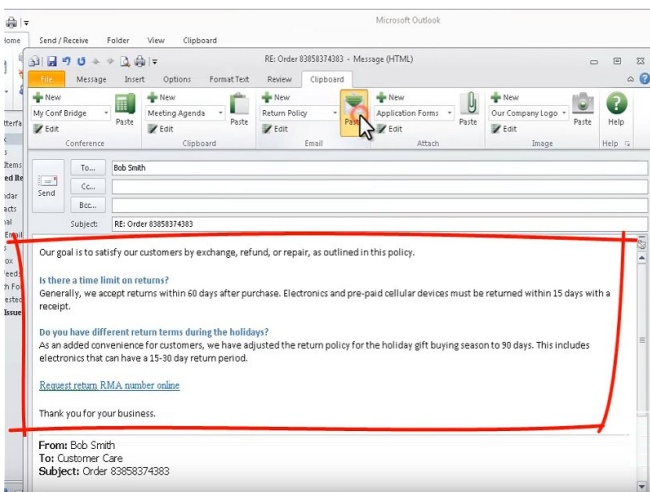 Microsoft Outlook
Home Send / Receive Folder View Clipboard
RE: Order 83858374383 - Message (HTML)
File Message Insert Options Format Text Review Clipboard
New New New New New
My Conf Bridge Paste Meeting Agenda Paste Return Policy Paste Application Forms Paste Our Company Logo Paste Help
Edit Edit Edit Edit Edit
Conference Clipboard Email Attach Image Help
To... Bob Smith
Send Cc...
Bcc...
Subject: RE: Order 83858374383
Our goal is to satisfy our customers by exchange, refund, or repair, as outlined in this policy.
Is there a time limit on returns?
Generally, we accept returns within 60 days after purchase. Electronics and pre-paid cellular devices must be returned within 15 days with a
receipt.
Do you have different return terms during the holidays?
As an added convenience for customers, we have adjusted the return policy for the holiday gift buying season to 90 days. This includes
electronics that can have a 15-30 day return period.
Request return RMA number online
Thank you for your business.
From: Bob Smith
To: Customer Care
Subject: Order 83858374383